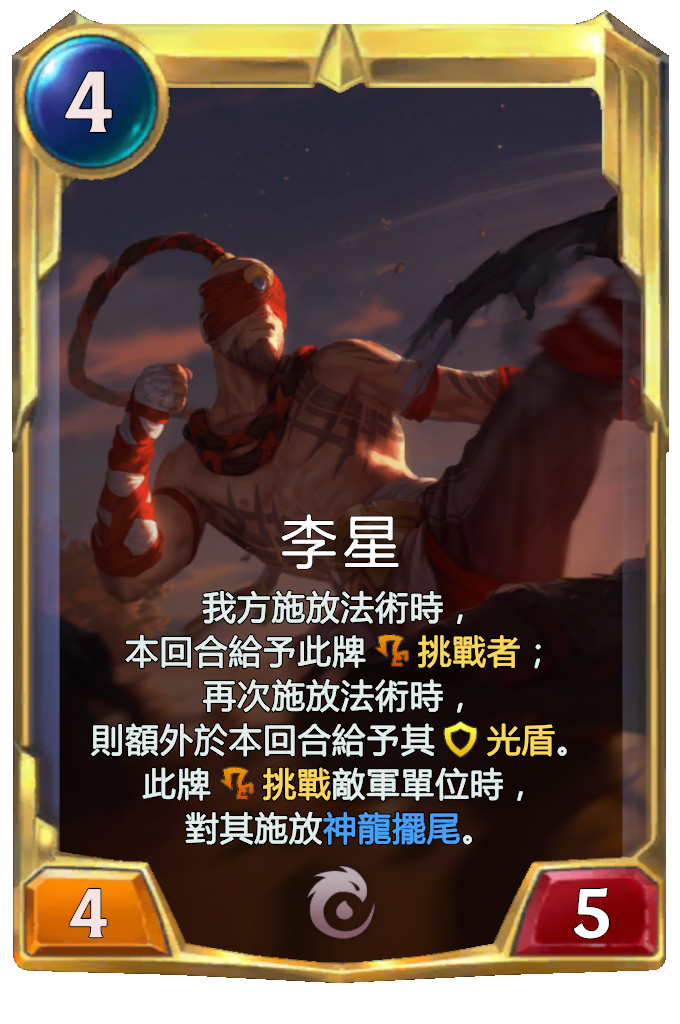 4
李星
我方施放法術時，
本回合給予此牌 挑戰者；
再次施放法術時，
則額外於本回合給予其 光盾。
此牌 挑戰敵軍單位時，
對其施放神龍擺尾。
4
5